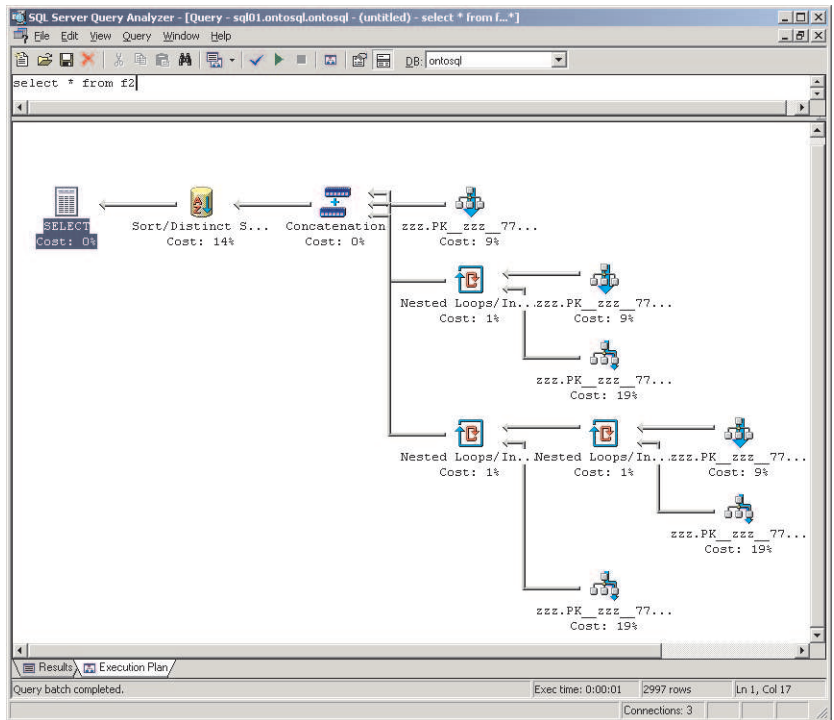 SQL Server Query Analyzer - [Query - sql01.ontosql.ontosql - (untitled) - select * from f...*]
File Edit View Query Window Help
DB: ontosql
select * from f2
SELECT
Cost: 0%
Sort/Distinct S...
Cost: 14%
Concatenation
Cost: 0%
zzz.PK__zzz__77...
Cost: 9%
Nested Loops/In...
Cost: 1%
zzz.PK__zzz__77...
Cost: 9%
zzz.PK__zzz__77...
Cost: 19%
Nested Loops/In...
Cost: 1%
Nested Loops/In...
Cost: 1%
zzz.PK__zzz__77...
Cost: 9%
zzz.PK__zzz__77...
Cost: 19%
zzz.PK__zzz__77...
Cost: 19%
Results Execution Plan
Query batch completed. Exec time: 0:00:01 2997 rows Ln 1, Col 17
Connections: 3